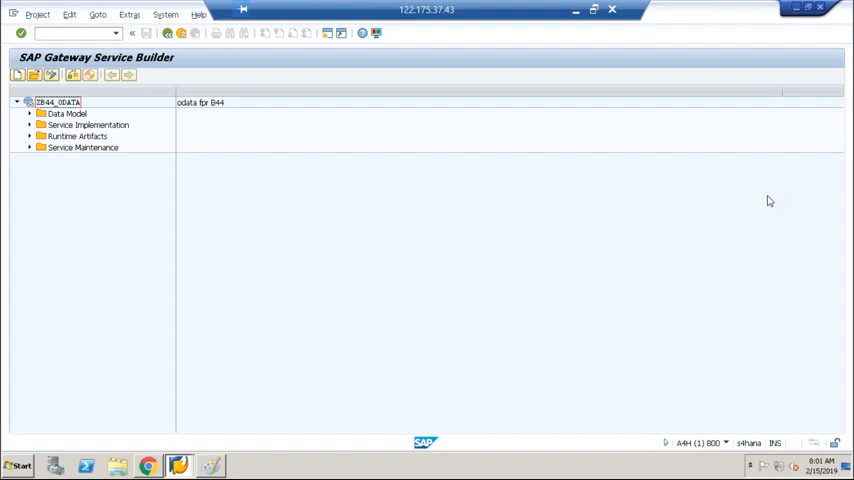 122.175.37.43
Project Edit Goto Extras System Help
SAP Gateway Service Builder
ZB44_ODATA odata fpr B44
Data Model
Service Implementation
Runtime Artifacts
Service Maintenance
SAP
A4H (1) 800 s4hana INS
Start
8:01 AM
2/15/2019